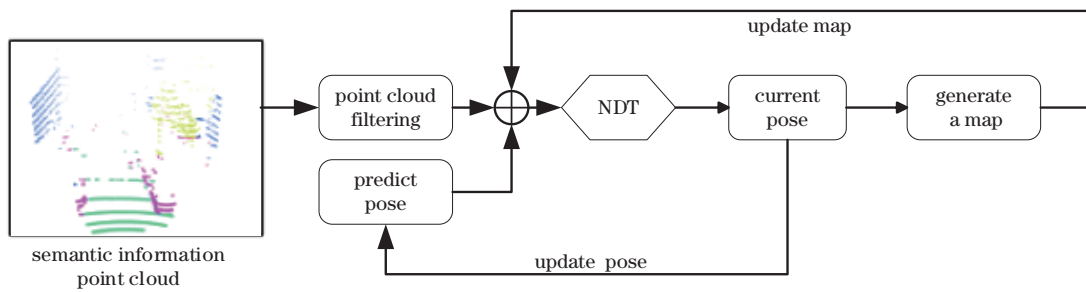 update map
point cloud
filtering
NDT
current
pose
generate
a map
predict
pose
semantic information
point cloud
update pose